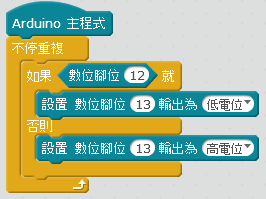 Arduino 主程式
不停重複
如果 數位腳位 12 就
設置 數位腳位 13 輸出為 低電位
否則
設置 數位腳位 13 輸出為 高電位